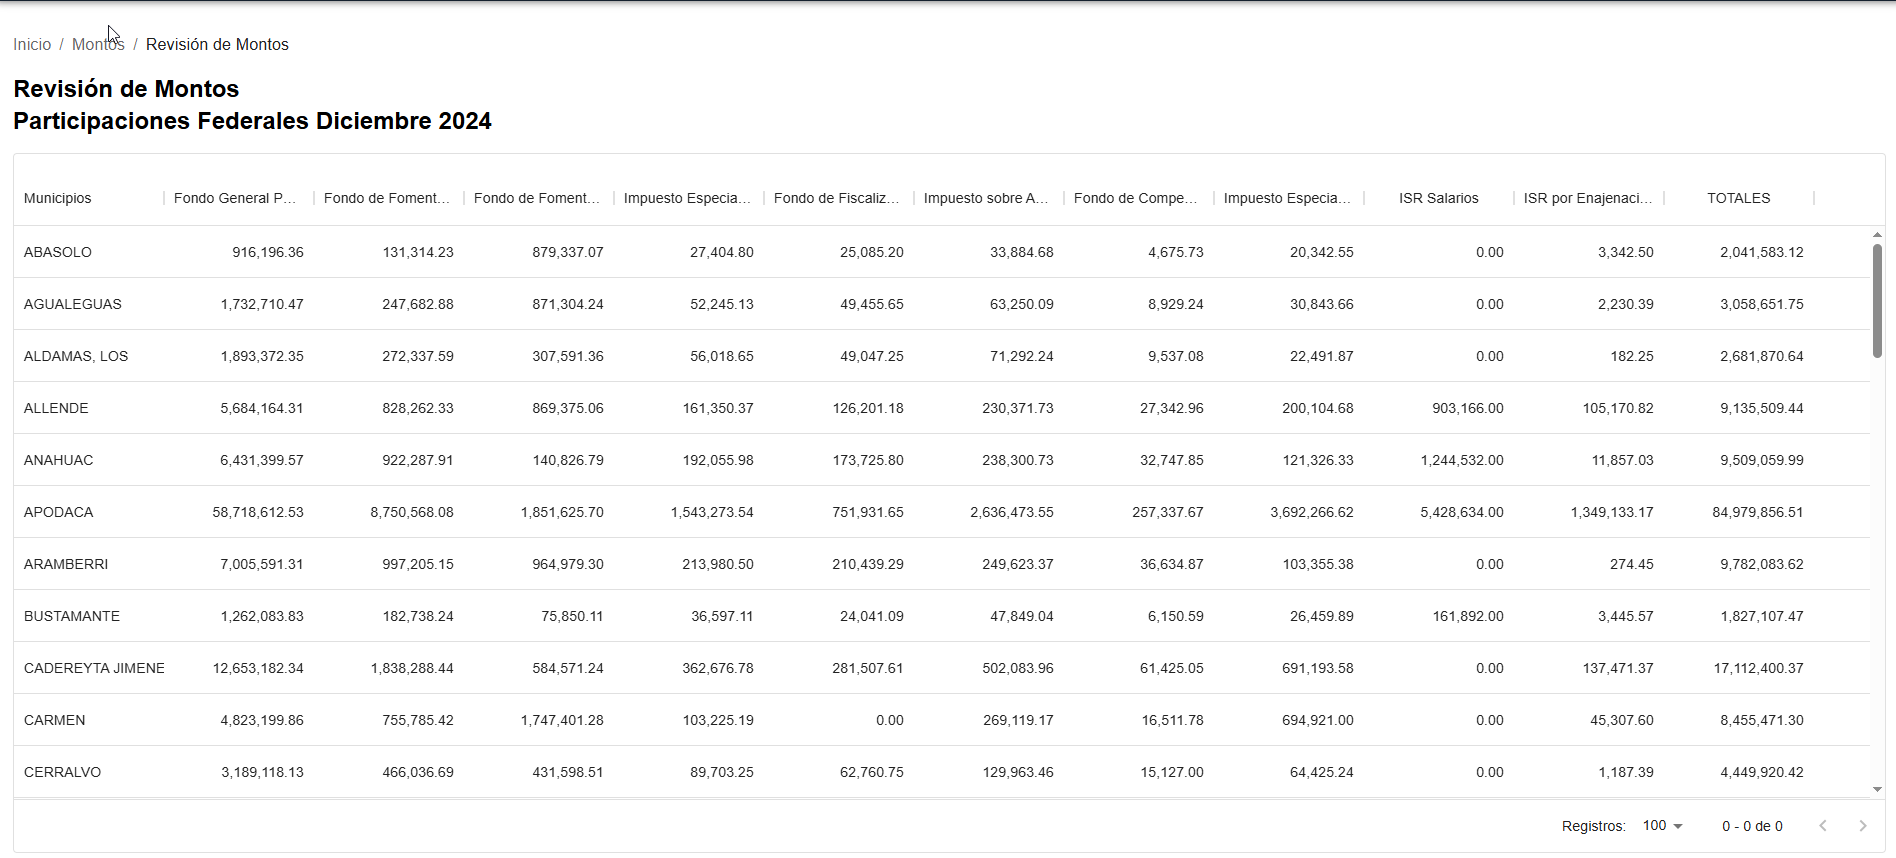 Inicio / Montos / Revisión de Montos
Revisión de Montos
Participaciones Federales Diciembre 2024
Municipios Fondo General P... Fondo de Foment... Fondo de Foment... Impuesto Especia... Fondo de Fiscaliz... Impuesto sobre A... Fondo de Compe... Impuesto Especia... ISR Salarios ISR por Enajenaci... TOTALES
ABASOLO 916,196.36 131,314.23 879,337.07 27,404.80 25,085.20 33,884.68 4,675.73 20,342.55 0.00 3,342.50 2,041,583.12
AGUALEGUAS 1,732,710.47 247,682.88 871,304.24 52,245.13 49,455.65 63,250.09 8,929.24 30,843.66 0.00 2,230.39 3,058,651.75
ALDAMAS, LOS 1,893,372.35 272,337.59 307,591.36 56,018.65 49,047.25 71,292.24 9,537.08 22,491.87 0.00 182.25 2,681,870.64
ALLENDE 5,684,164.31 828,262.33 869,375.06 161,350.37 126,201.18 230,371.73 27,342.96 200,104.68 903,166.00 105,170.82 9,135,509.44
ANAHUAC 6,431,399.57 922,287.91 140,826.79 192,055.98 173,725.80 238,300.73 32,747.85 121,326.33 1,244,532.00 11,857.03 9,509,059.99
APODACA 58,718,612.53 8,750,568.08 1,851,625.70 1,543,273.54 751,931.65 2,636,473.55 257,337.67 3,692,266.62 5,428,634.00 1,349,133.17 84,979,856.51
ARAMBERRI 7,005,591.31 997,205.15 964,979.30 213,980.50 210,439.29 249,623.37 36,634.87 103,355.38 0.00 274.45 9,782,083.62
BUSTAMANTE 1,262,083.83 182,738.24 75,850.11 36,597.11 24,041.09 47,849.04 6,150.59 26,459.89 161,892.00 3,445.57 1,827,107.47
CADEREYTA JIMENE 12,653,182.34 1,838,288.44 584,571.24 362,676.78 281,507.61 502,083.96 61,425.05 691,193.58 0.00 137,471.37 17,112,400.37
CARMEN 4,823,199.86 755,785.42 1,747,401.28 103,225.19 0.00 269,119.17 16,511.78 694,921.00 0.00 45,307.60 8,455,471.30
CERRALVO 3,189,118.13 466,036.69 431,598.51 89,703.25 62,760.75 129,963.46 15,127.00 64,425.24 0.00 1,187.39 4,449,920.42
Registros: 100 0 - 0 de 0